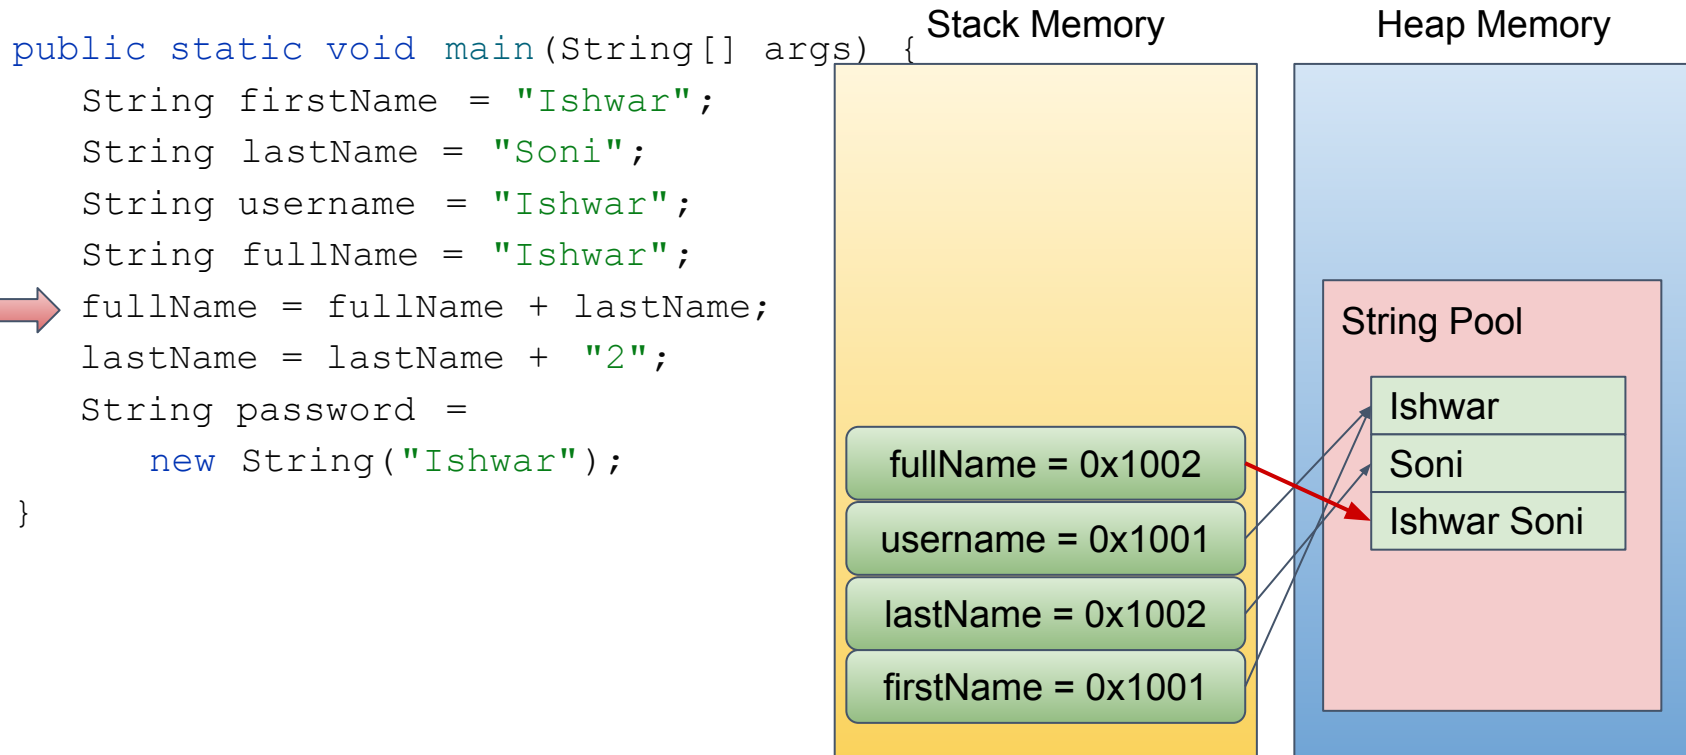 public static void main(String[] args) {
String firstName = "Ishwar";
String lastName = "Soni";
String username = "Ishwar";
String fullName = "Ishwar";
fullName = fullName + lastName;
lastName = lastName + "2";
String password =
new String("Ishwar");
}
Stack Memory
fullName = 0x1002
username = 0x1001
lastName = 0x1002
firstName = 0x1001
Heap Memory
String Pool
Ishwar
Soni
Ishwar Soni